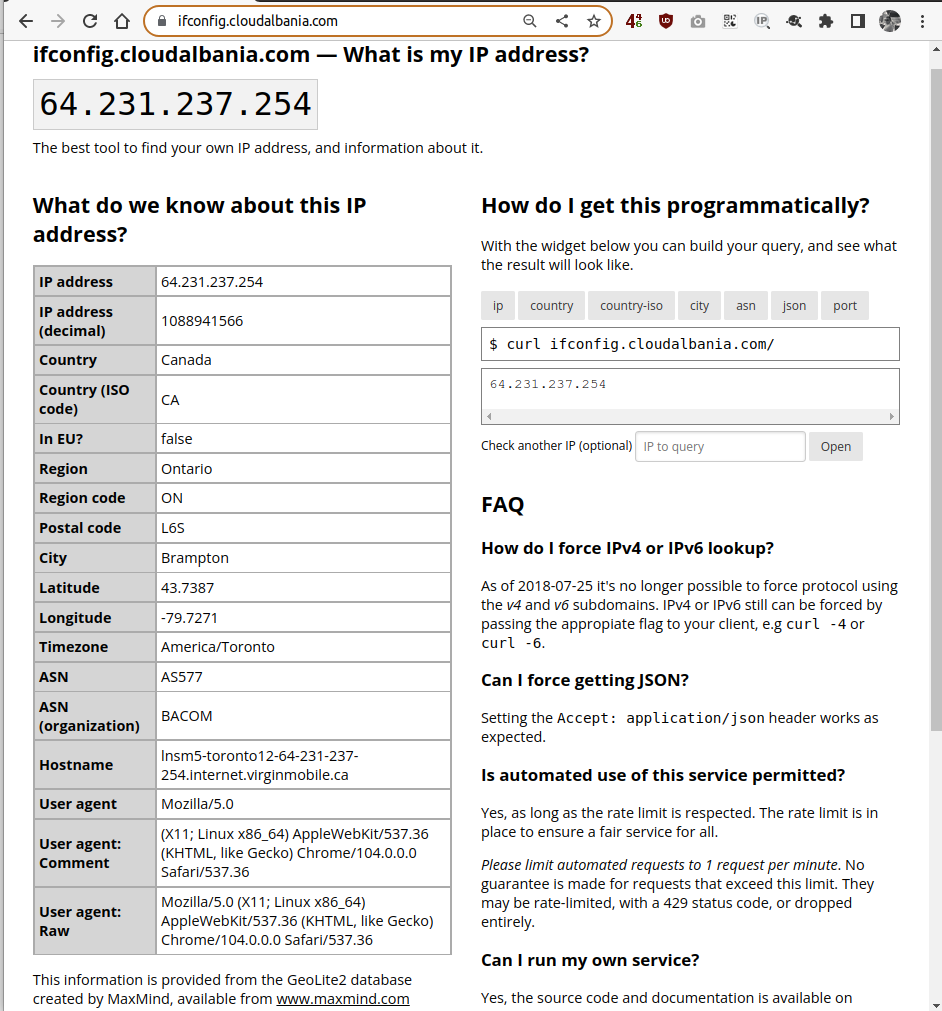 ifconfig.cloudalbania.com
ifconfig.cloudalbania.com — What is my IP address?
64.231.237.254
The best tool to find your own IP address, and information about it.
What do we know about this IP
address?
IP address 64.231.237.254
IP address
(decimal) 1088941566
Country Canada
Country (ISO
code) CA
In EU? false
Region Ontario
Region code ON
Postal code L6S
City Brampton
Latitude 43.7387
Longitude -79.7271
Timezone America/Toronto
ASN AS577
ASN
(organization) BACOM
Hostname lnsm5-toronto12-64-231-237-
254.internet.virginmobile.ca
User agent Mozilla/5.0
User agent:
Comment
(X11; Linux x86_64) AppleWebKit/537.36
(KHTML, like Gecko) Chrome/104.0.0.0
Safari/537.36
User agent:
Raw
Mozilla/5.0 (X11; Linux x86_64)
AppleWebKit/537.36 (KHTML, like Gecko)
Chrome/104.0.0.0 Safari/537.36
This information is provided from the GeoLite2 database
created by MaxMind, available from www.maxmind.com
How do I get this programmatically?
With the widget below you can build your query, and see what
the result will look like.
ip country country-iso city asn json port
$ curl ifconfig.cloudalbania.com/
64.231.237.254
Check another IP (optional) IP to query Open
FAQ
How do I force IPv4 or IPv6 lookup?
As of 2018-07-25 it's no longer possible to force protocol using
the v4 and v6 subdomains. IPv4 or IPv6 still can be forced by
passing the appropiate flag to your client, e.g curl -4 or
curl -6.
Can I force getting JSON?
Setting the Accept: application/json header works as
expected.
Is automated use of this service permitted?
Yes, as long as the rate limit is respected. The rate limit is in
place to ensure a fair service for all.
Please limit automated requests to 1 request per minute. No
guarantee is made for requests that exceed this limit. They
may be rate-limited, with a 429 status code, or dropped
entirely.
Can I run my own service?
Yes, the source code and documentation is available on